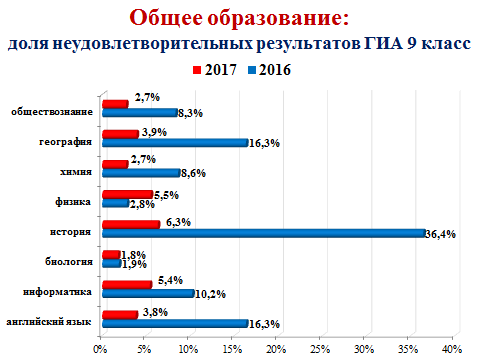 Общее образование:
доля неудовлетворительных результатов ГИА 9 класс
2017 2016
обществознание 2,7% 8,3%
география 3,9% 16,3%
химия 2,7% 8,6%
физика 5,5% 2,8%
история 6,3% 36,4%
биология 1,8% 1,9%
информатика 5,4% 10,2%
английский язык 3,8% 16,3%
0% 5% 10% 15% 20% 25% 30% 35% 40%